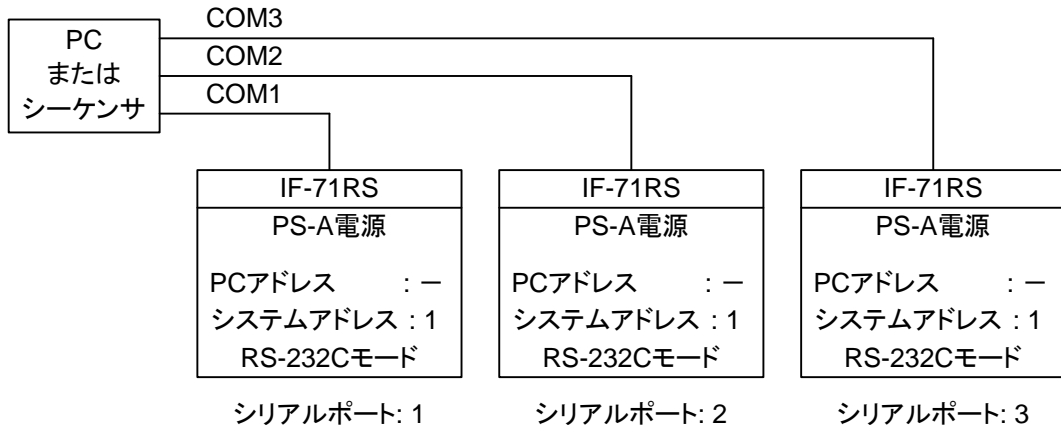 COM3
PC
または
シーケンサ
COM2
COM1
IF-71RS
PS-A電源
PCアドレス : －
システムアドレス : 1
RS-232Cモード
シリアルポート: 1
IF-71RS
PS-A電源
PCアドレス : －
システムアドレス : 1
RS-232Cモード
シリアルポート: 2
IF-71RS
PS-A電源
PCアドレス : －
システムアドレス : 1
RS-232Cモード
シリアルポート: 3